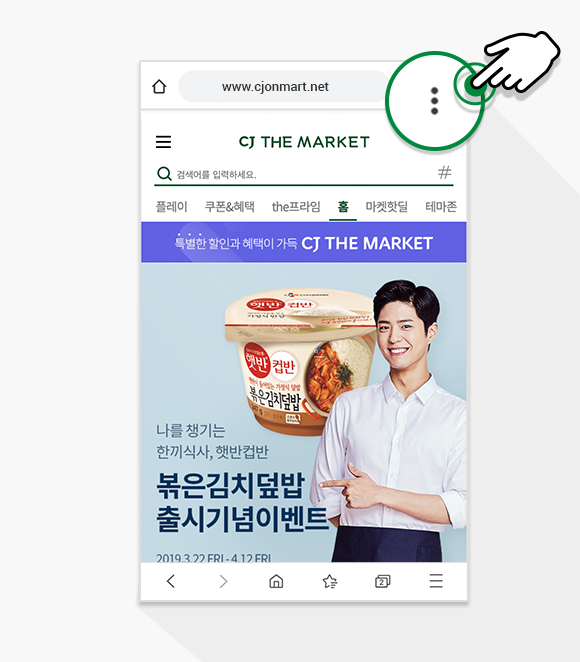 www.cjonmart.net
CJ THE MARKET
검색어를 입력하세요.
#
플레이 쿠폰&혜택 the프라임 홈 마켓핫딜 테마존
특별한 할인과 혜택이 가득 CJ THE MARKET
햇반 컵반
햇반 컵반
볶은김치덮밥
나를 챙기는
한끼식사, 햇반컵반
볶은김치덮밥
출시기념이벤트
2019.3.22 FRI - 4.12 FRI
2